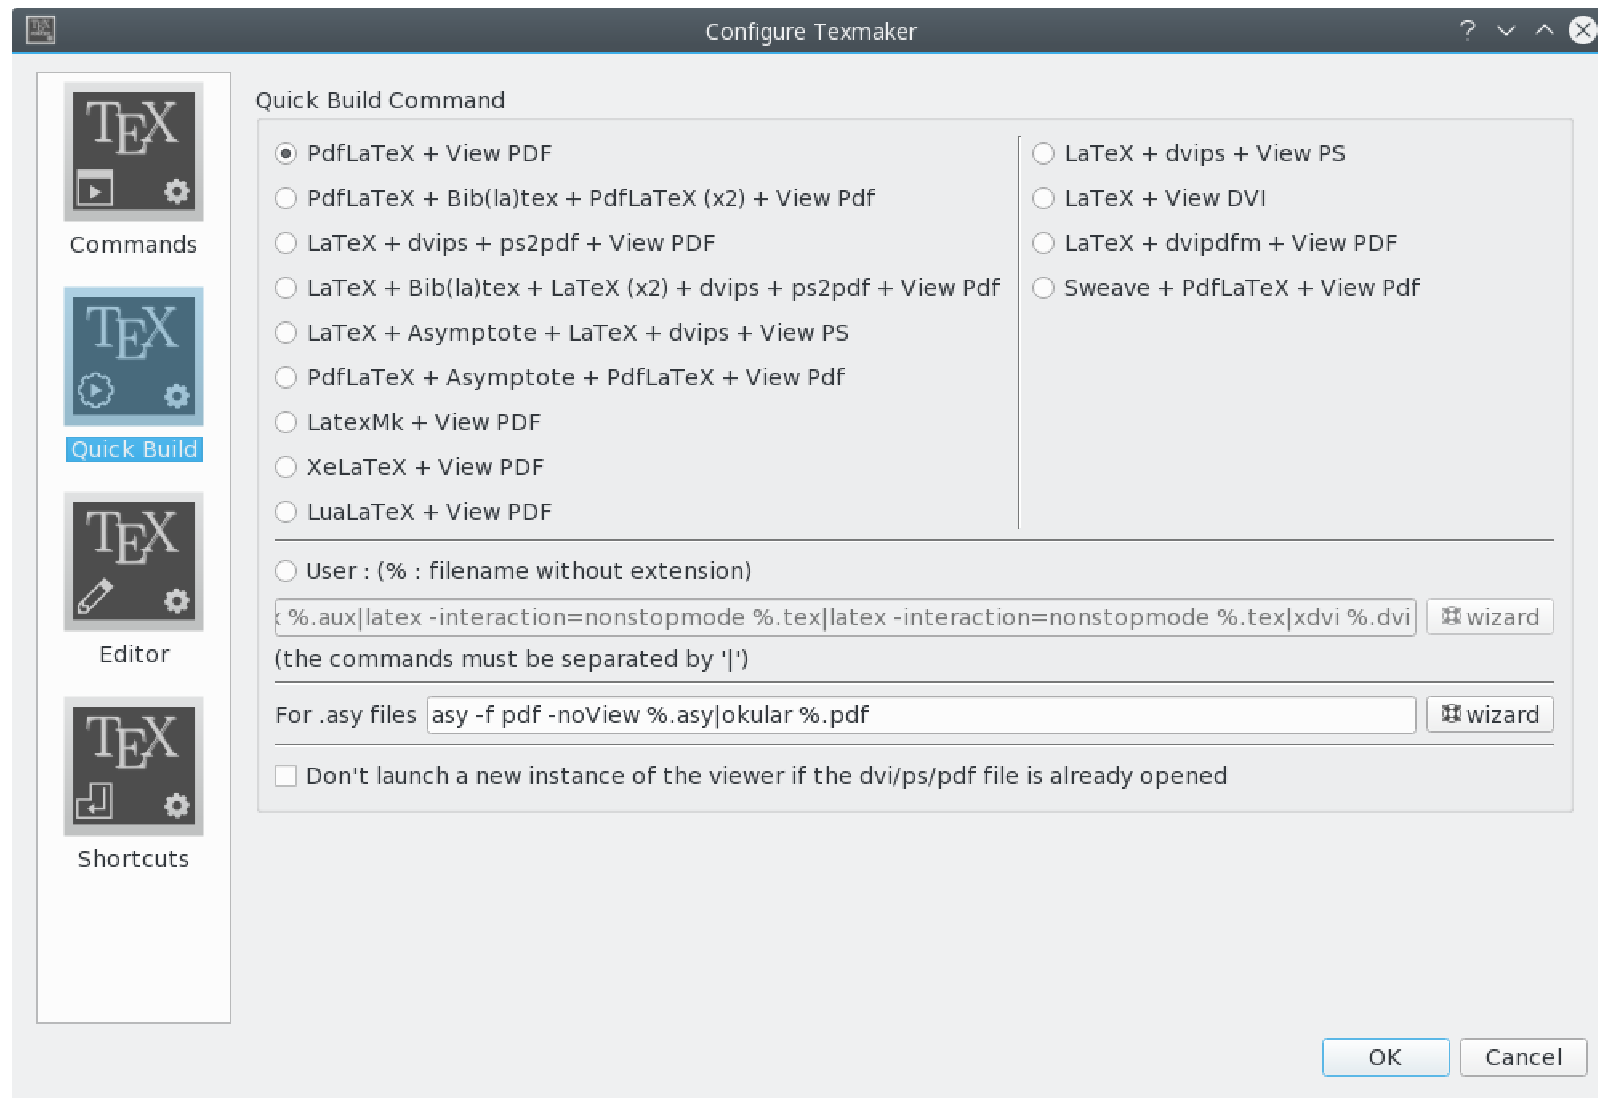 Configure Texmaker
TEX
Commands
TEX
Quick Build
TEX
Editor
TEX
Shortcuts
Quick Build Command
PdfLaTeX + View PDF
PdfLaTeX + Bib(la)tex + PdfLaTeX (x2) + View Pdf
LaTeX + dvips + ps2pdf + View PDF
LaTeX + Bib(la)tex + LaTeX (x2) + dvips + ps2pdf + View Pdf
LaTeX + Asymptote + LaTeX + dvips + View PS
PdfLaTeX + Asymptote + PdfLaTeX + View Pdf
LatexMk + View PDF
XeLaTeX + View PDF
LuaLaTeX + View PDF
LaTeX + dvips + View PS
LaTeX + View DVI
LaTeX + dvipdfm + View PDF
Sweave + PdfLaTeX + View Pdf
User : (% : filename without extension)
%.aux|latex -interaction=nonstopmode %.tex|latex -interaction=nonstopmode %.tex|xdvi %.dvi
wizard
(the commands must be separated by '|')
For .asy files
asy -f pdf -noView %.asy|okular %.pdf
wizard
Don't launch a new instance of the viewer if the dvi/ps/pdf file is already opened
OK
Cancel